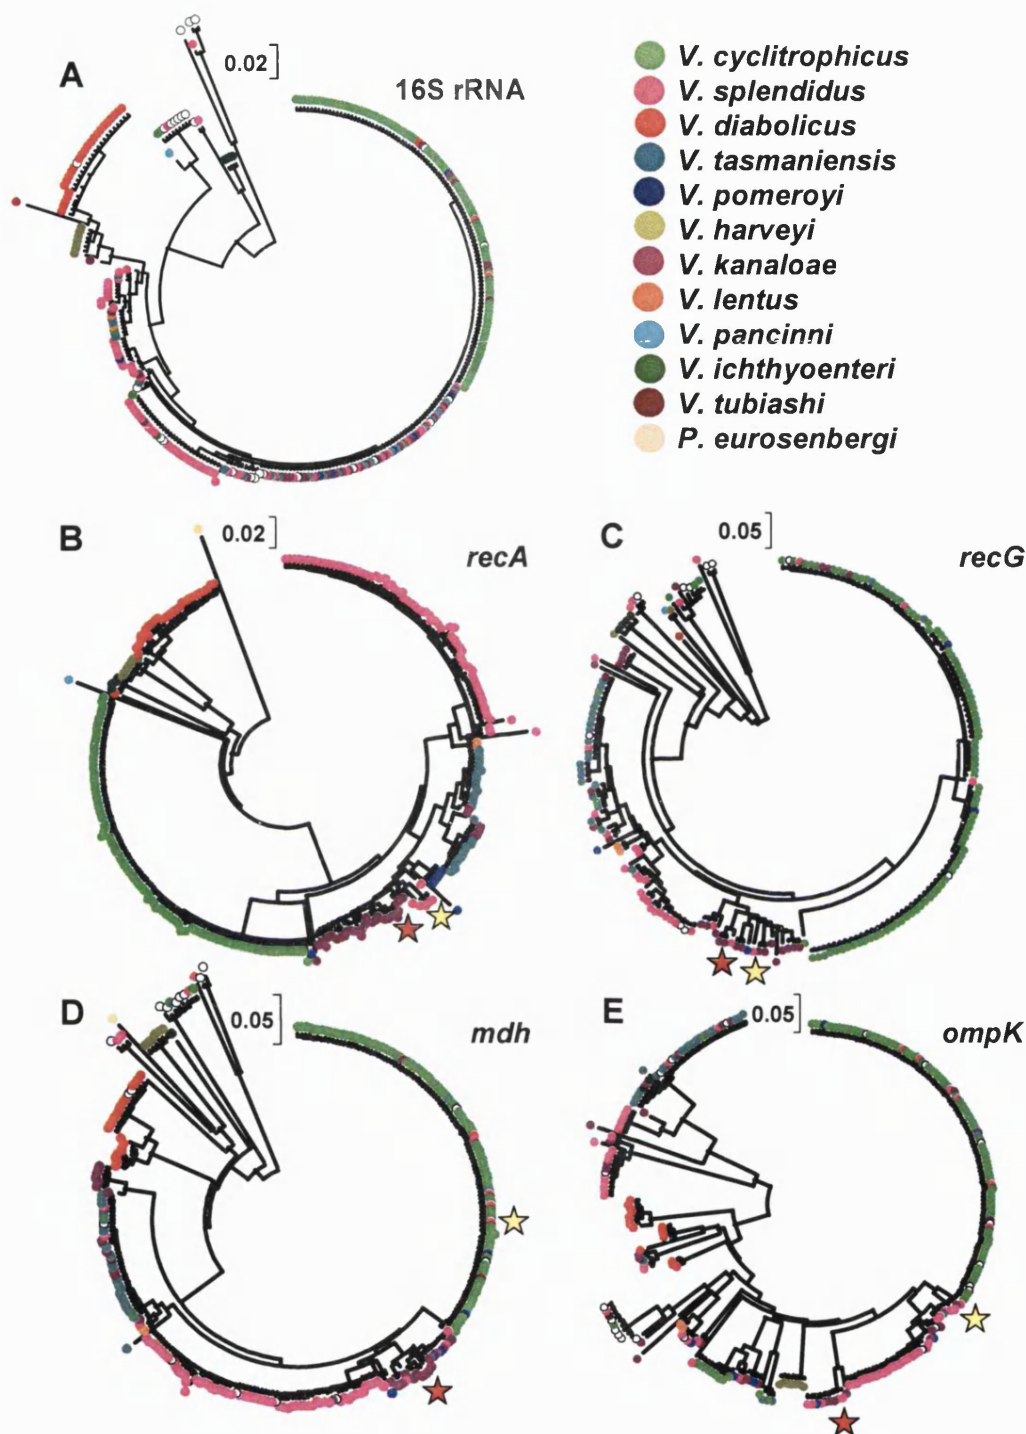 A
0.02
16S rRNA
V. cyclitrophicus
V. splendidus
V. diabolicus
V. tasmaniensis
V. pomeroyi
V. harveyi
V. kanaloae
V. lentus
V. pancinni
V. ichthyoenteri
V. tubiashi
P. eurosenbergi
B
0.02
recA
C
0.05
recG
D
0.05
mdh
E
0.05
ompK